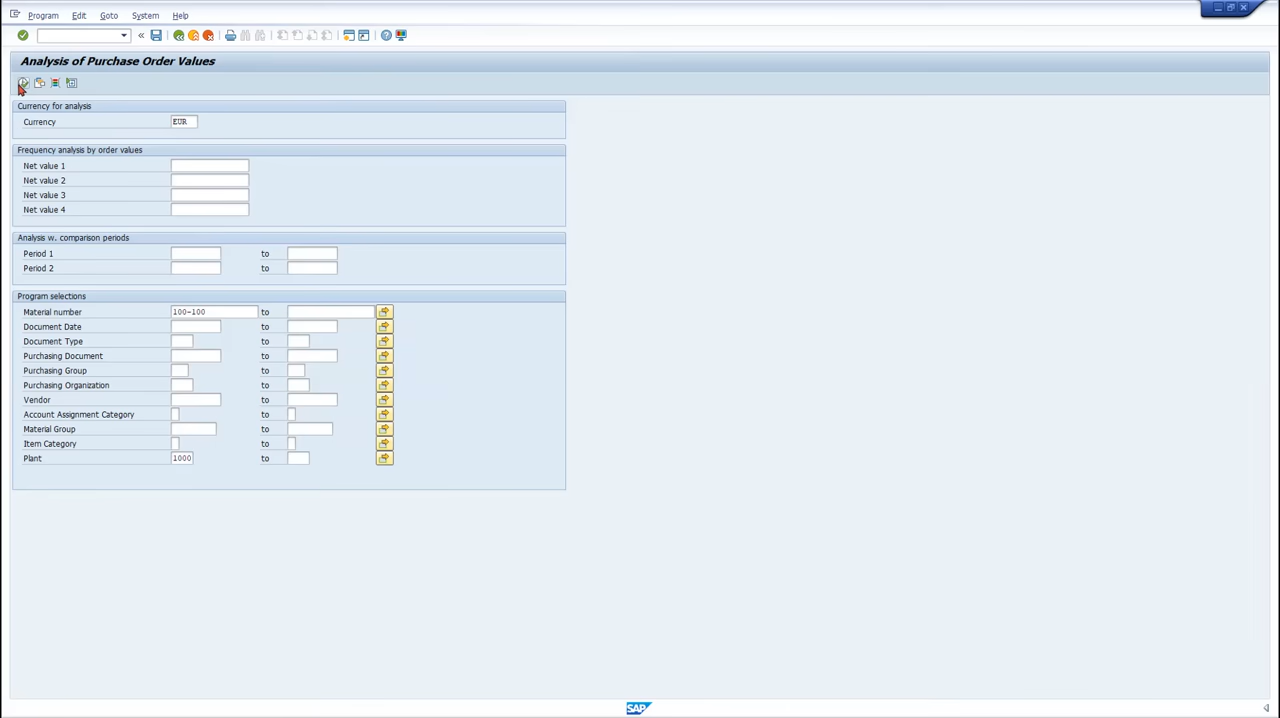 Program Edit Goto System Help
Analysis of Purchase Order Values
Currency for analysis
Currency EUR
Frequency analysis by order values
Net value 1
Net value 2
Net value 3
Net value 4
Analysis w. comparison periods
Period 1 to
Period 2 to
Program selections
Material number 100-100 to
Document Date to
Document Type to
Purchasing Document to
Purchasing Group to
Purchasing Organization to
Vendor to
Account Assignment Category to
Material Group to
Item Category to
Plant 1000 to
SAP